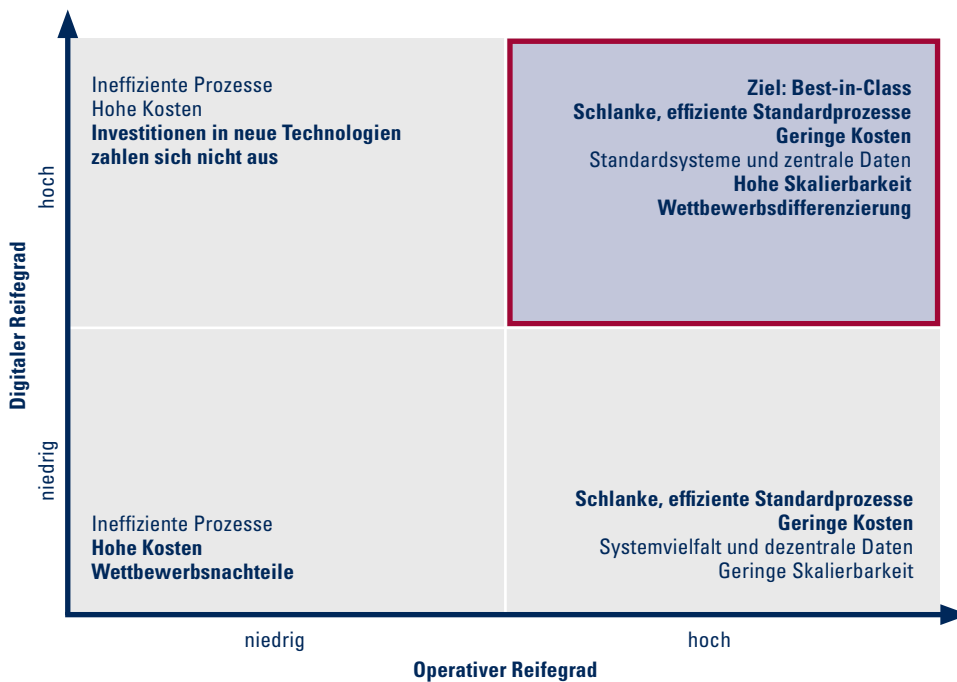 Ineffiziente Prozesse
Hohe Kosten
Investitionen in neue Technologien
zahlen sich nicht aus
Ziel: Best-in-Class
Schlanke, effiziente Standardprozesse
Geringe Kosten
Standardsysteme und zentrale Daten
Hohe Skalierbarkeit
Wettbewerbsdifferenzierung
hoch
Digitaler Reifegrad
niedrig
Ineffiziente Prozesse
Hohe Kosten
Wettbewerbsnachteile
Schlanke, effiziente Standardprozesse
Geringe Kosten
Systemvielfalt und dezentrale Daten
Geringe Skalierbarkeit
niedrig
hoch
Operativer Reifegrad